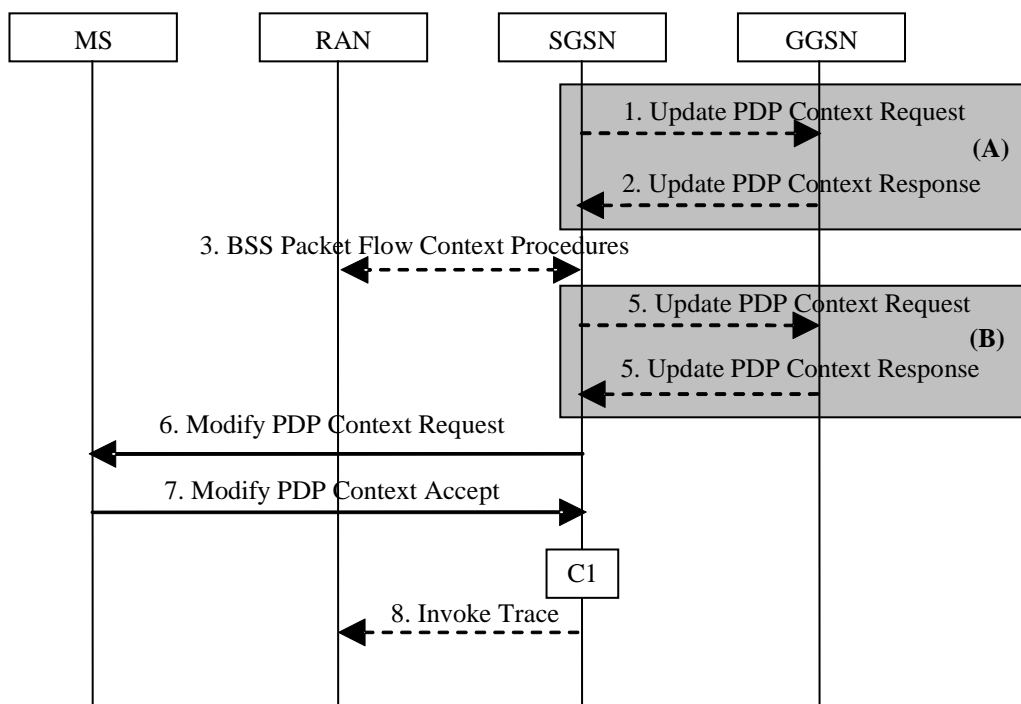 MS
RAN
SGSN
GGSN
1. Update PDP Context Request
(A)
2. Update PDP Context Response
3. BSS Packet Flow Context Procedures
5. Update PDP Context Request
(B)
5. Update PDP Context Response
6. Modify PDP Context Request
7. Modify PDP Context Accept
C1
8. Invoke Trace